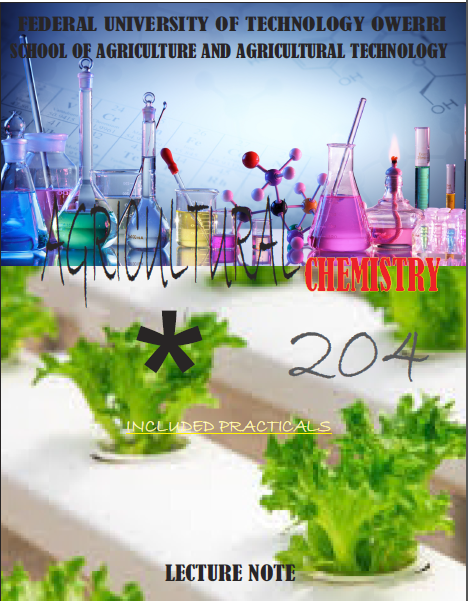 FEDERAL UNIVERSITY OF TECHNOLOGY OWERRI
SCHOOL OF AGRICULTURE AND AGRICULTURAL TECHNOLOGY
AGRICULTURAL CHEMISTRY
* 204
INCLUDED PRACTICALS
LECTURE NOTE